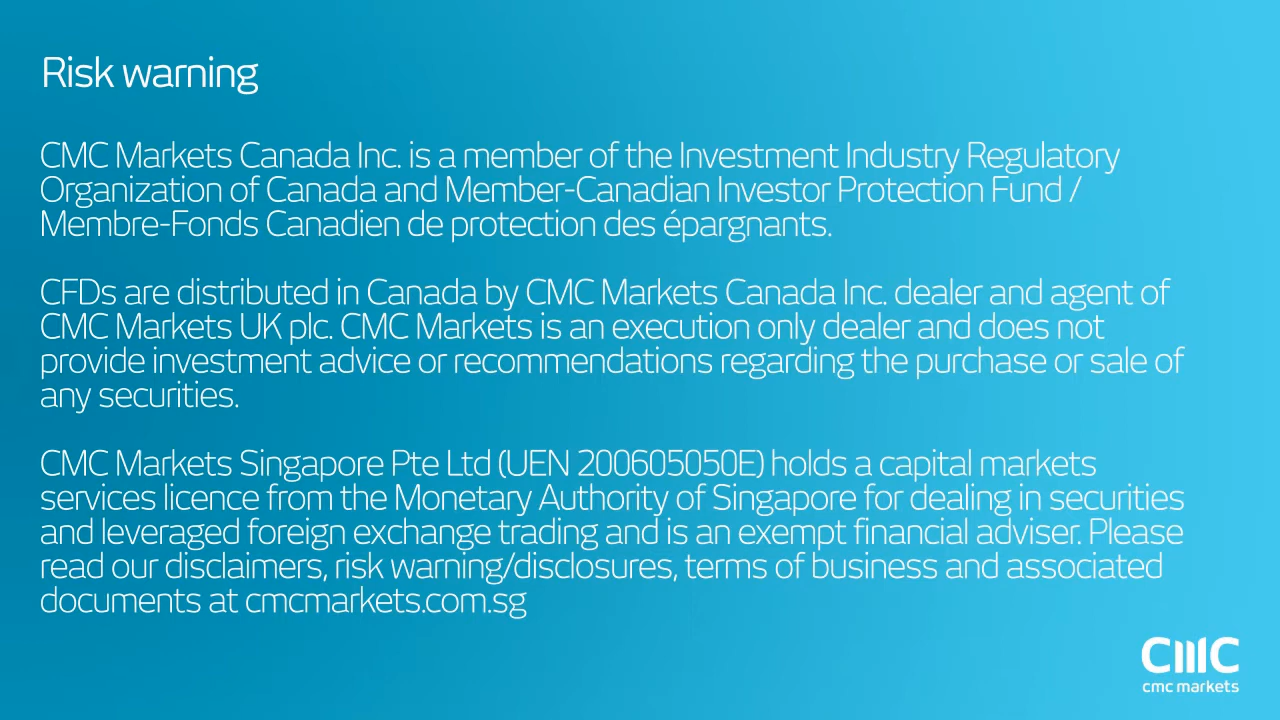 Risk warning
CMC Markets Canada Inc. is a member of the Investment Industry Regulatory
Organization of Canada and Member-Canadian Investor Protection Fund /
Membre-Fonds Canadien de protection des épargnants.
CFDs are distributed in Canada by CMC Markets Canada Inc. dealer and agent of
CMC Markets UK plc. CMC Markets is an execution only dealer and does not
provide investment advice or recommendations regarding the purchase or sale of
any securities.
CMC Markets Singapore Pte Ltd (UEN 200605050E) holds a capital markets
services licence from the Monetary Authority of Singapore for dealing in securities
and leveraged foreign exchange trading and is an exempt financial adviser. Please
read our disclaimers, risk warning/disclosures, terms of business and associated
documents at cmcmarkets.com.sg
CMC
cmc markets